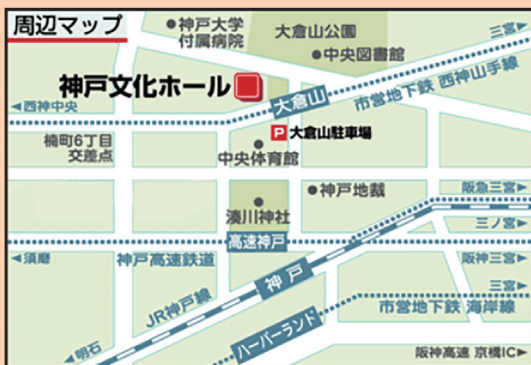 周辺マップ
神戸大学
付属病院
大倉山公園
中央図書館
三宮
神戸文化ホール
西神中央
大倉山
市営地下鉄 西神山手線
P 大倉山駐車場
楠町6丁目
交差点
中央体育館
神戸地裁
湊川神社
阪急三宮
三ノ宮
高速神戸
須磨
神戸高速鉄道
神戸
阪神三宮
三宮
JR神戸線
市営地下鉄 海岸線
ハーバーランド
明石
阪神高速 京橋IC